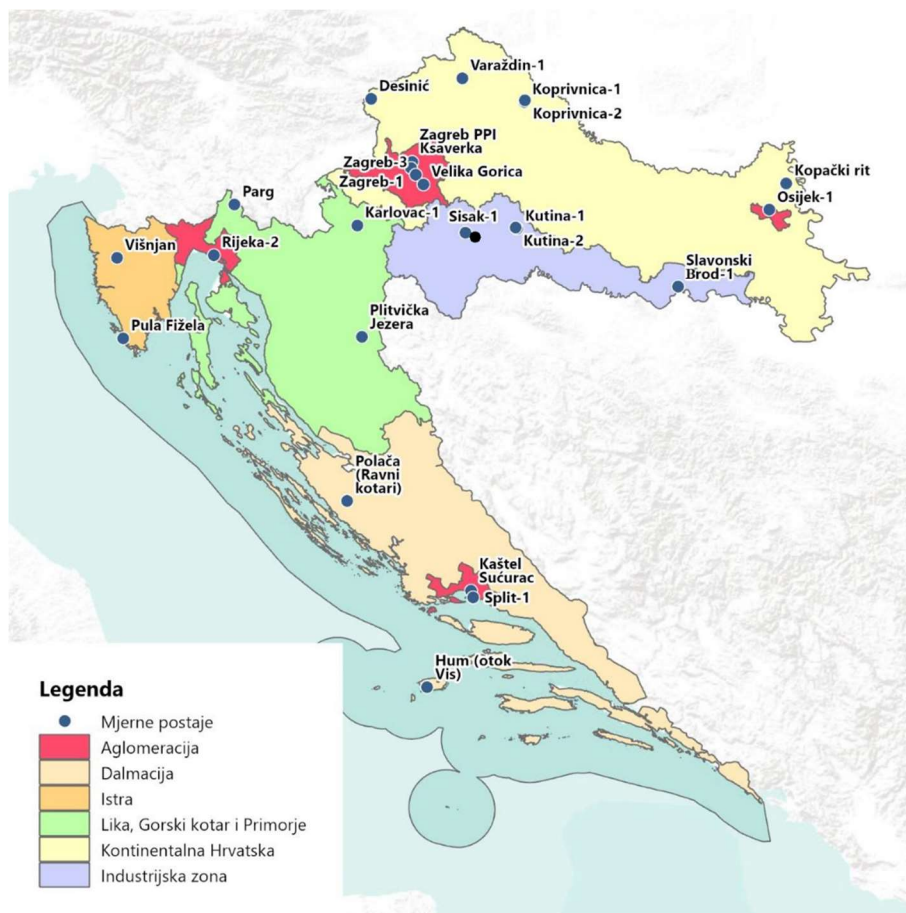 Varaždin-1
Desinić
Koprivnica-1
Koprivnica-2
Zagreb PPI
Ksaverka
Zagreb-3
Velika Gorica
Zagreb-1
Kopački rit
Osijek-1
Parg
Karlovac-1
Sisak-1
Kutina-1
Kutina-2
Višnjan
Rijeka-2
Slavonski
Brod-1
Pula Fižela
Plitvička
Jezera
Polača
(Ravni
kotari)
Kaštel
Sućurac
Split-1
Hum (otok
Vis)
Legenda
Mjerne postaje
Aglomeracija
Dalmacija
Istra
Lika, Gorski kotar i Primorje
Kontinentalna Hrvatska
Industrijska zona